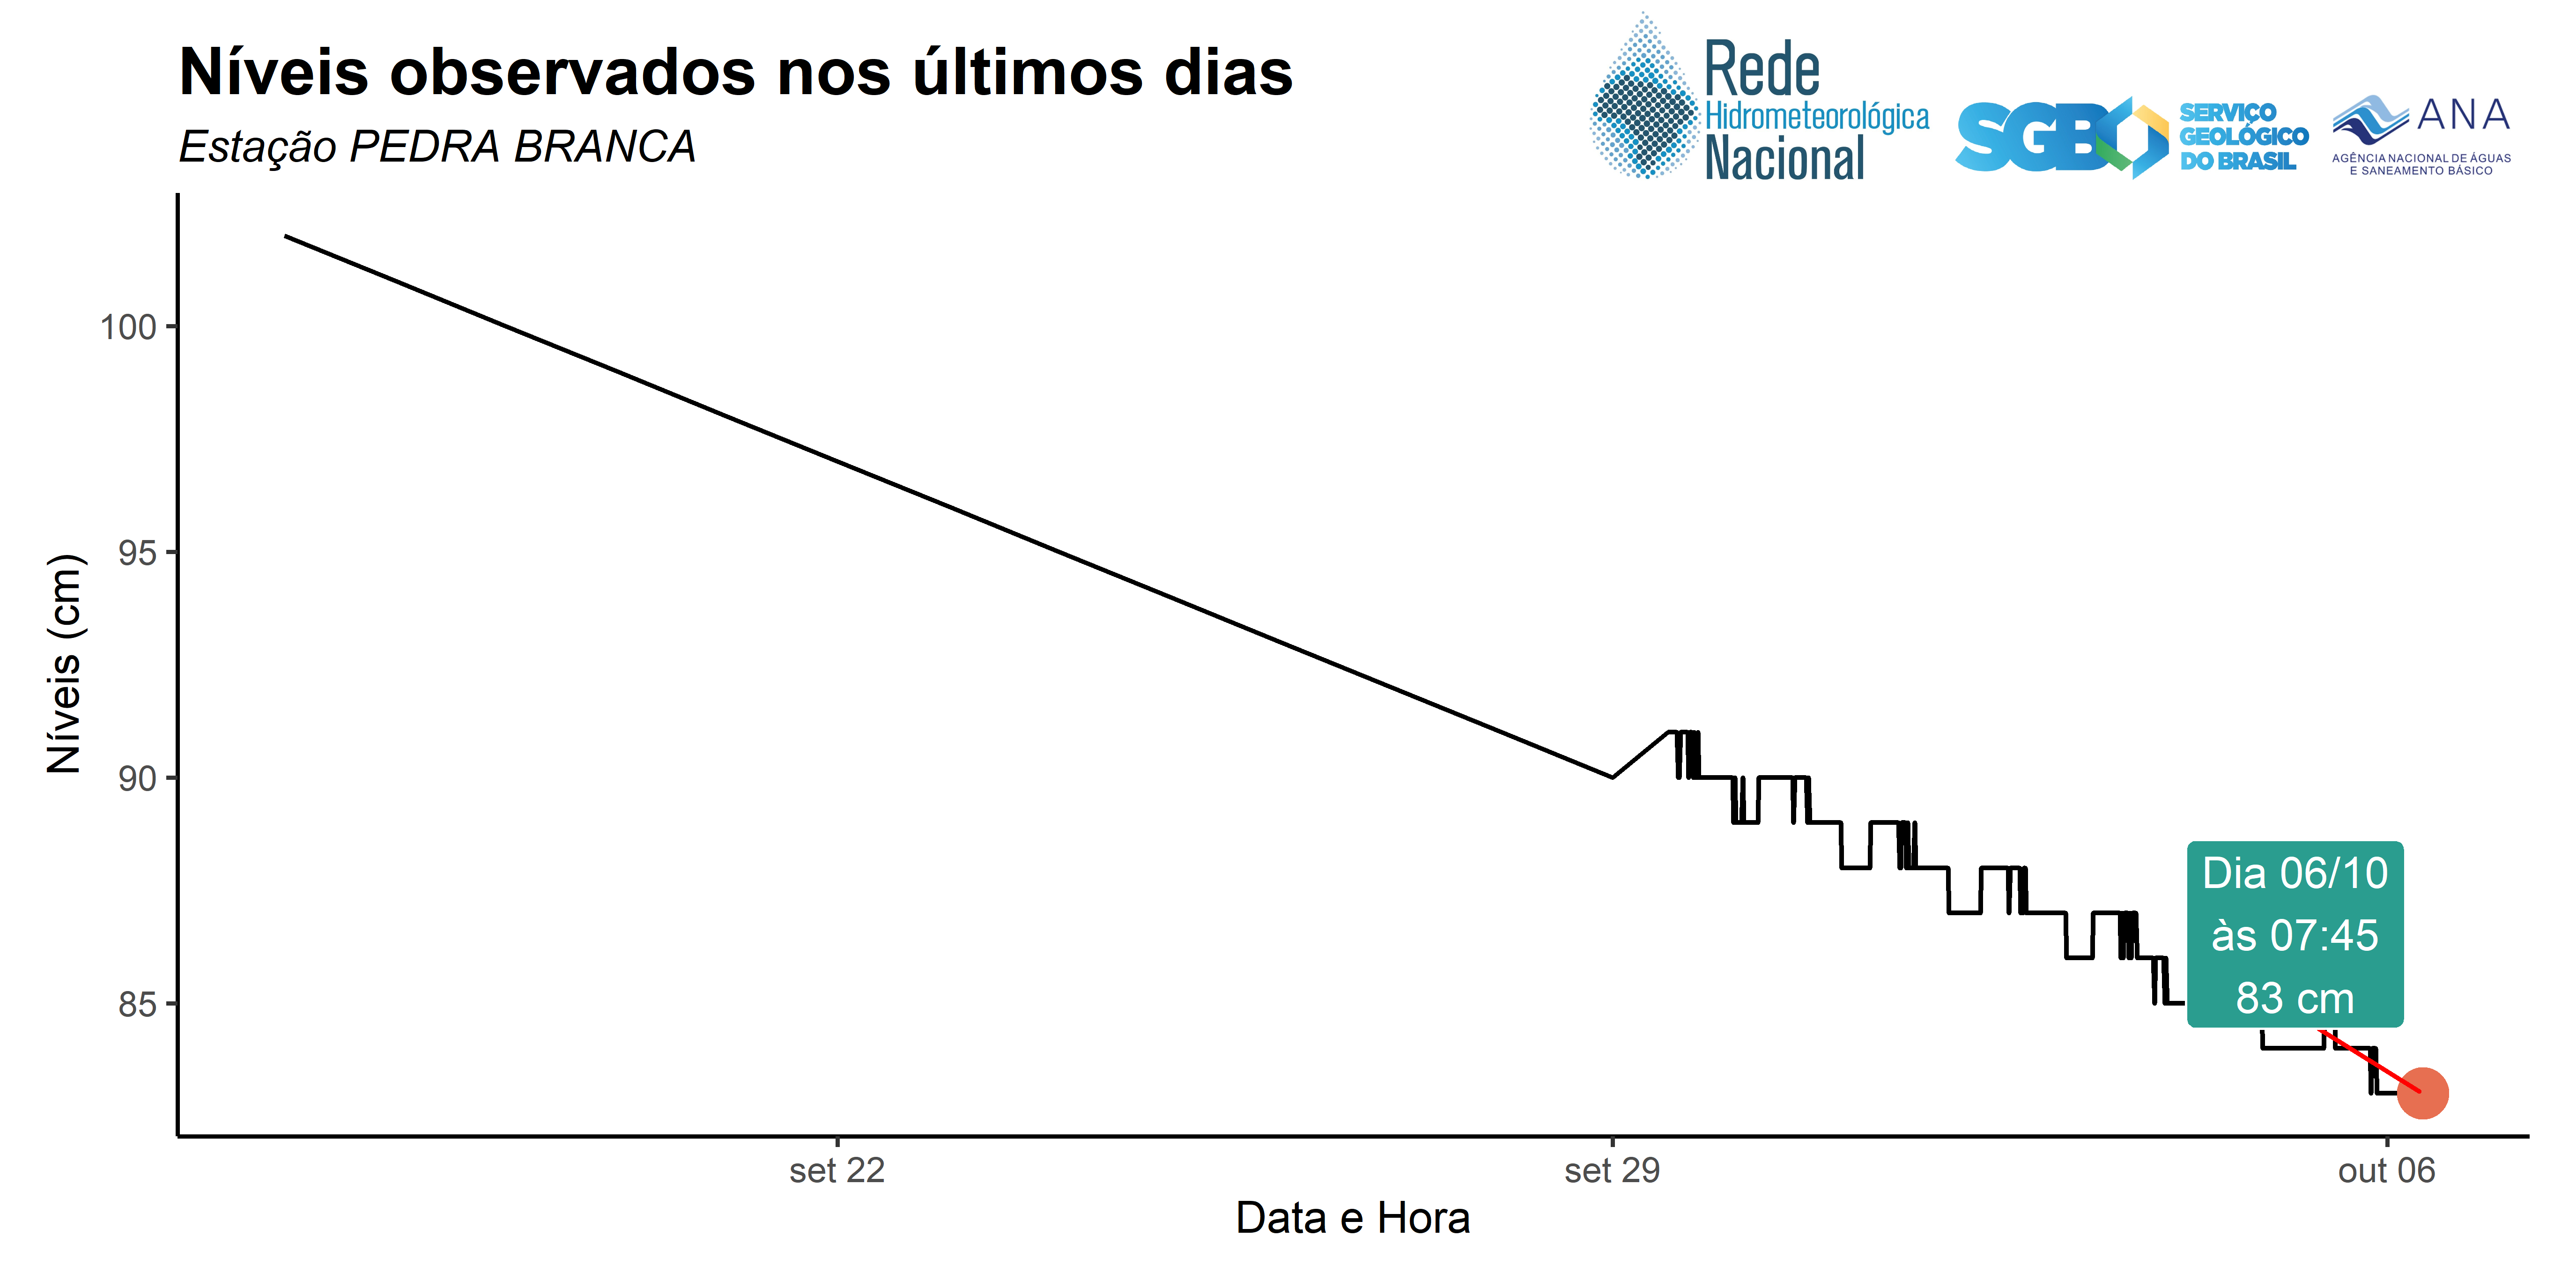 Níveis observados nos últimos dias
Estação PEDRA BRANCA
Rede
Hidrometeorológica
Nacional
SGB
SERVIÇO
GEOLÓGICO
DO BRASIL
ANA
AGÊNCIA NACIONAL DE ÁGUAS
E SANEAMENTO BÁSICO
Níveis (cm)
100
95
90
85
Dia 06/10
às 07:45
83 cm
set 22
set 29
out 06
Data e Hora